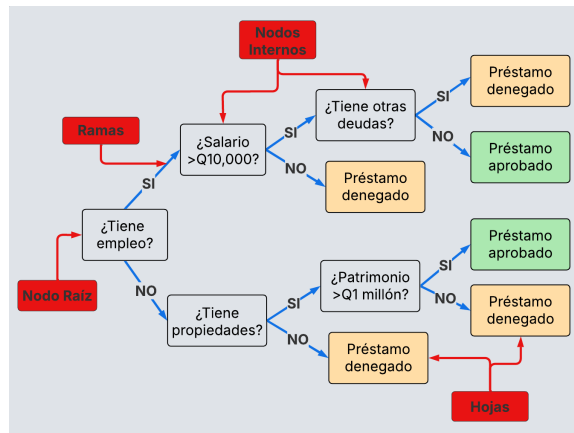 Nodos
Internos
Préstamo
denegado
SI
¿Tiene otras
deudas?
Ramas
SI
¿Salario
>Q10,000?
NO
Préstamo
aprobado
NO
Préstamo
denegado
SI
¿Tiene
empleo?
Préstamo
aprobado
SI
Nodo Raíz
NO
¿Patrimonio
>Q1 millón?
SI
NO
Préstamo
denegado
¿Tiene
propiedades?
NO
Préstamo
denegado
Hojas